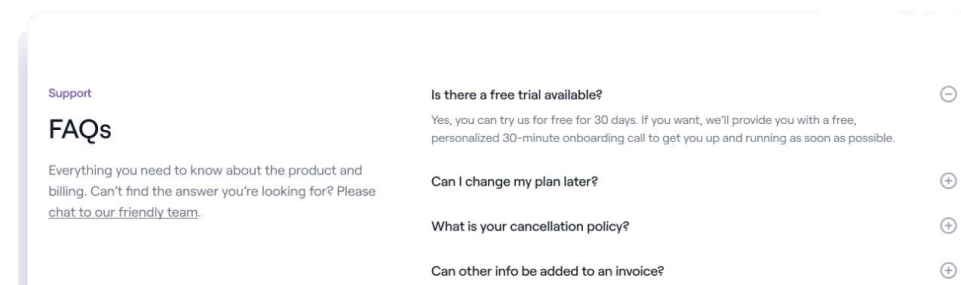 Support
FAQs
Everything you need to know about the product and
billing. Can't find the answer you're looking for? Please
chat to our friendly team.
Is there a free trial available?
Yes, you can try us for free for 30 days. If you want, we'll provide you with a free,
personalized 30-minute onboarding call to get you up and running as soon as possible.
Can I change my plan later?
What is your cancellation policy?
Can other info be added to an invoice?